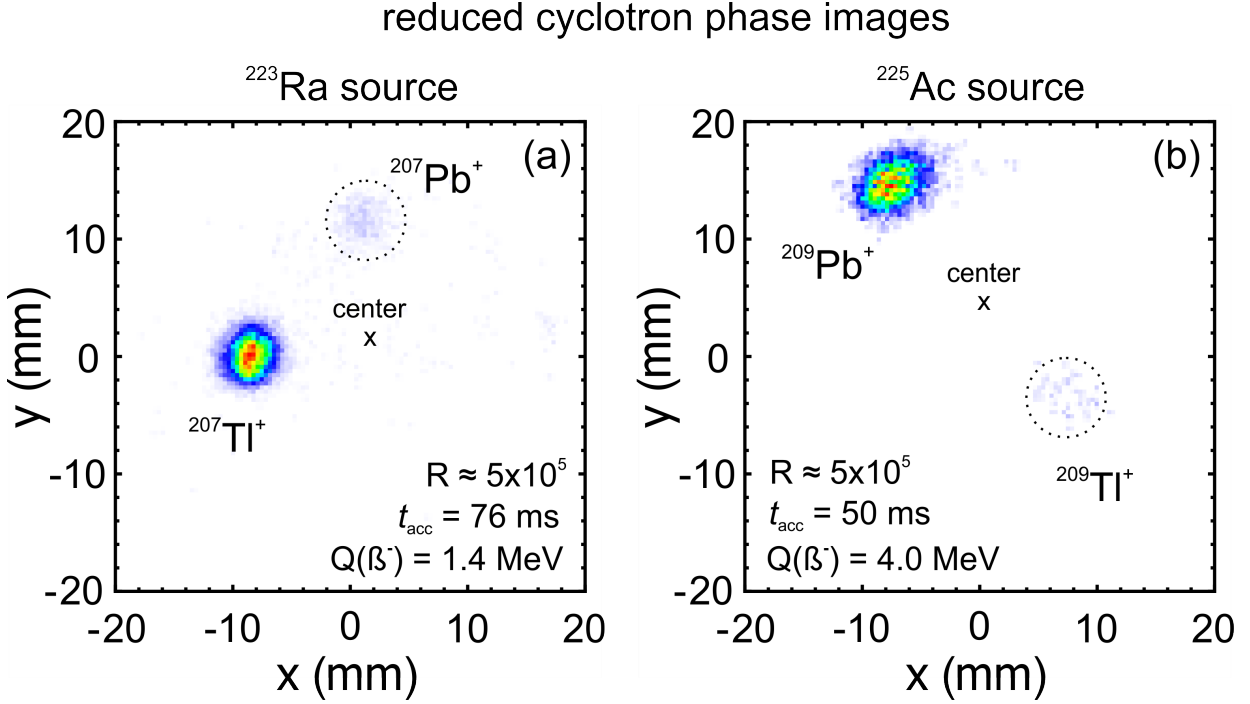 reduced cyclotron phase images
²²³Ra source
²²⁵Ac source
20
10
0
-10
-20
-20 -10 0 10 20
y (mm)
x (mm)
(a)
²⁰⁷Pb⁺
center
x
²⁰⁷Tl⁺
R ≈ 5x10⁵
t_acc = 76 ms
Q(ß⁻) = 1.4 MeV
20
10
0
-10
-20
-20 -10 0 10 20
y (mm)
x (mm)
(b)
²⁰⁹Pb⁺
center
x
²⁰⁹Tl⁺
R ≈ 5x10⁵
t_acc = 50 ms
Q(ß⁻) = 4.0 MeV